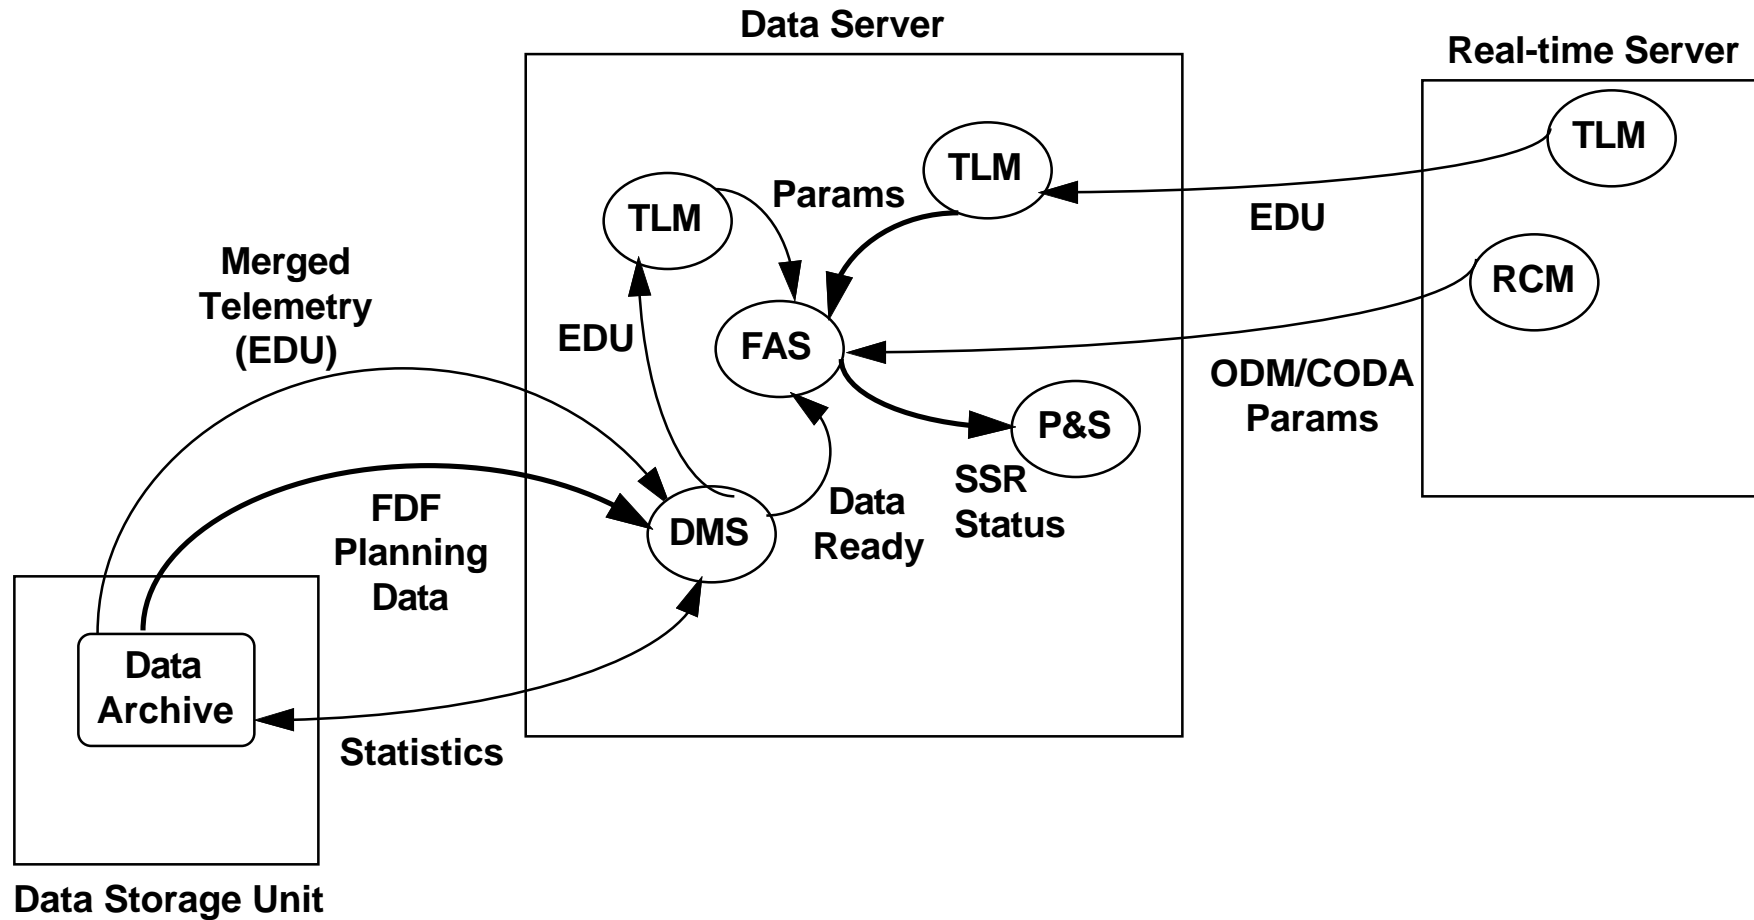 Data Server
Real-time Server
TLM
TLM
Params
TLM
EDU
Merged
Telemetry
(EDU)
RCM
EDU
FAS
ODM/CODA
Params
P&S
SSR
Status
Data
Ready
DMS
FDF
Planning
Data
Data
Archive
Statistics
Data Storage Unit